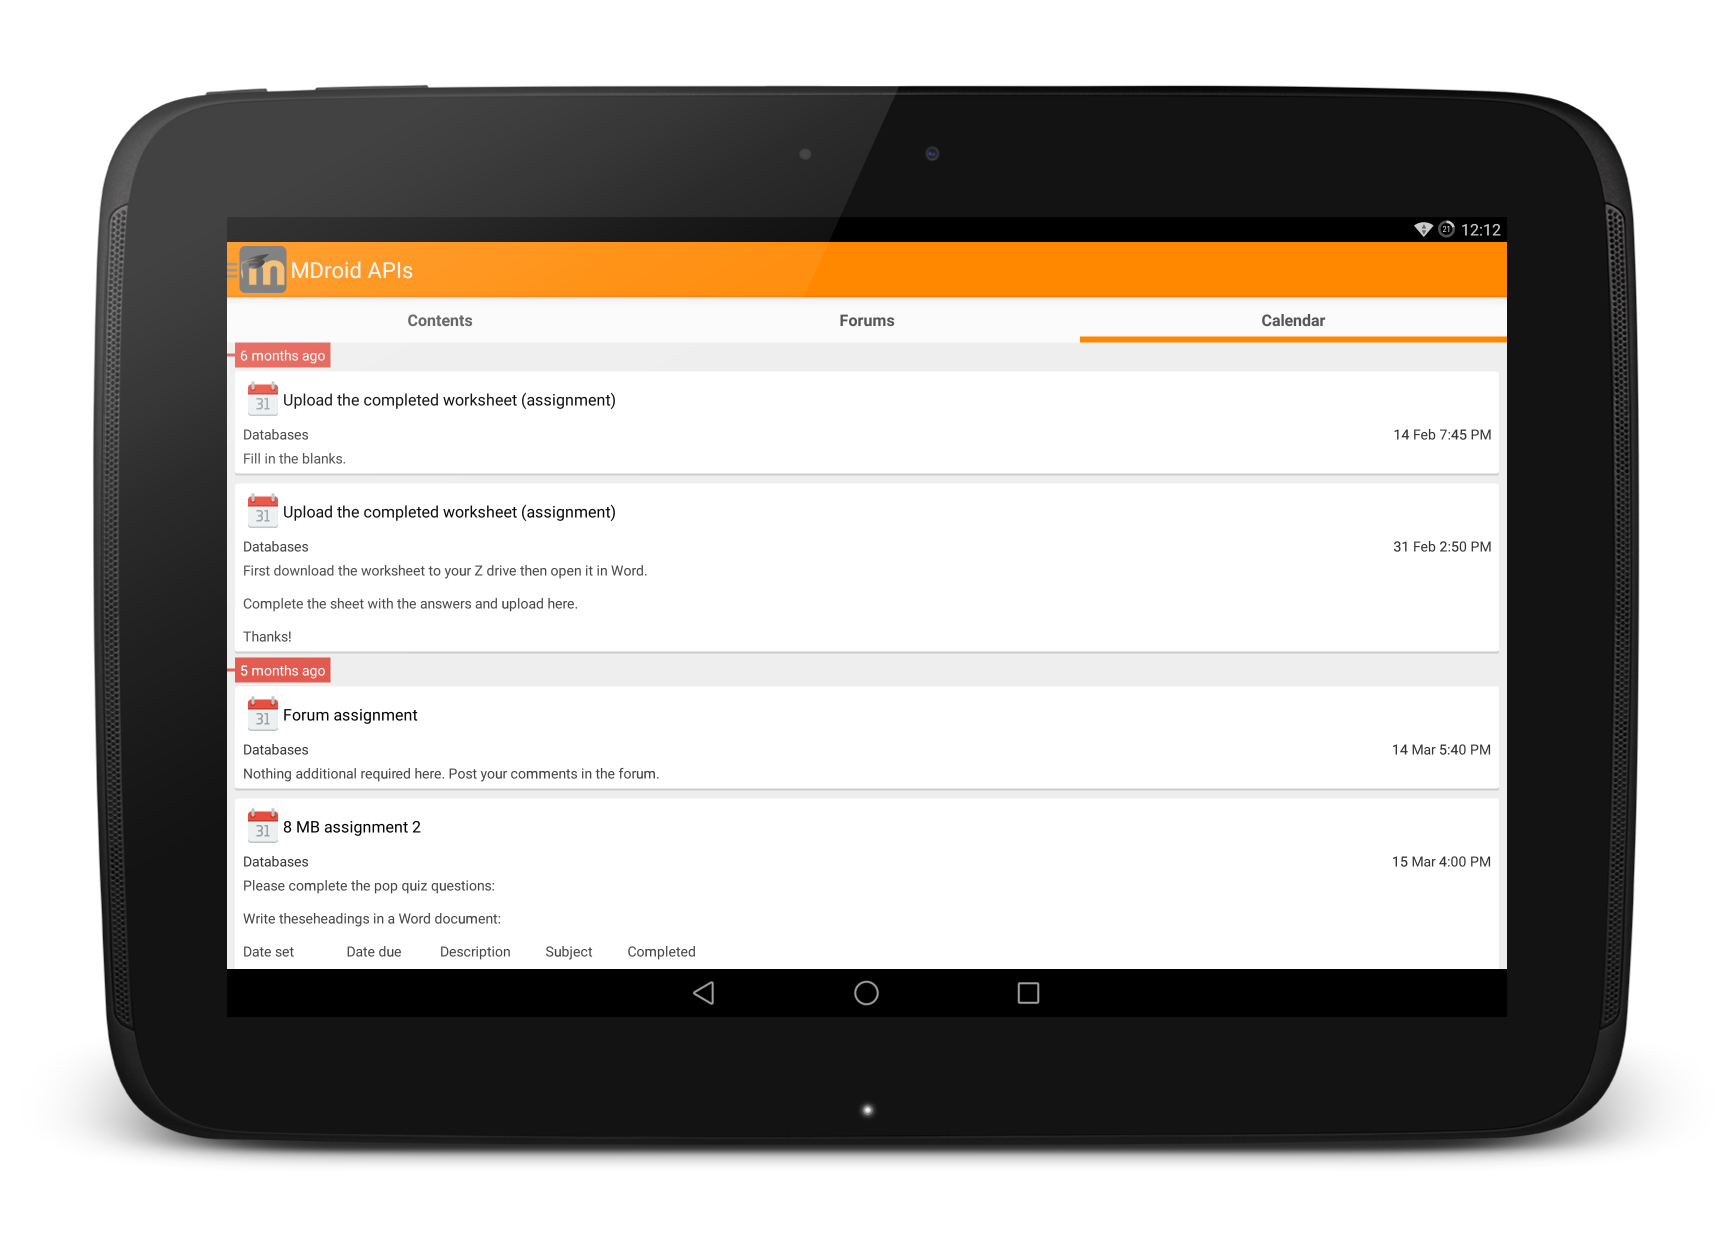 21 12:12
MDroid APIs
Contents Forums Calendar
6 months ago
31 Upload the completed worksheet (assignment)
Databases 14 Feb 7:45 PM
Fill in the blanks.
31 Upload the completed worksheet (assignment)
Databases 31 Feb 2:50 PM
First download the worksheet to your Z drive then open it in Word.
Complete the sheet with the answers and upload here.
Thanks!
5 months ago
31 Forum assignment
Databases 14 Mar 5:40 PM
Nothing additional required here. Post your comments in the forum.
31 8 MB assignment 2
Databases 15 Mar 4:00 PM
Please complete the pop quiz questions:
Write theseheadings in a Word document:
Date set Date due Description Subject Completed